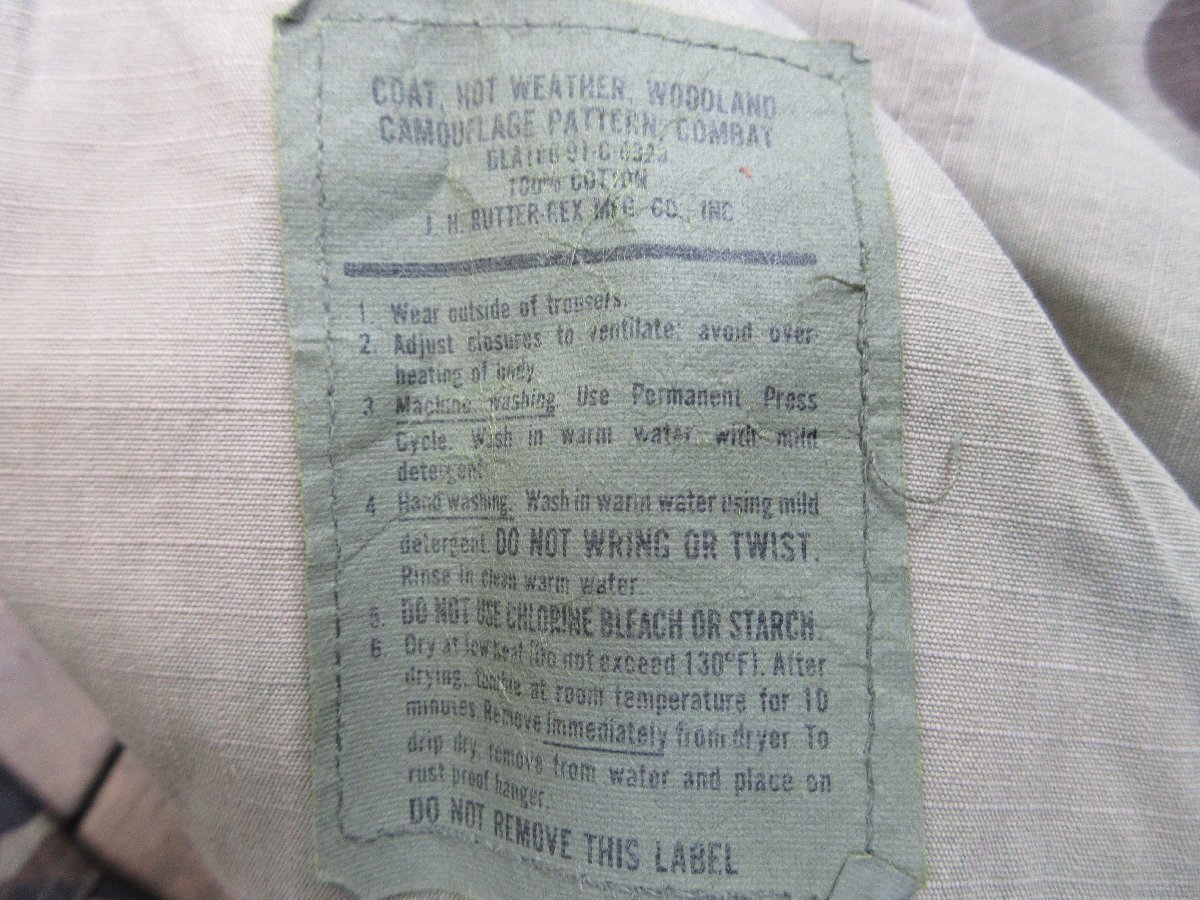 COAT, HOT WEATHER, WOODLAND
CAMOUFLAGE PATTERN, COMBAT
100% COTTON
J. H. RUTTER-REX MFG CO., INC
1. Wear outside of trousers.
2. Adjust closures to ventilate; avoid over-
heating of body
3 Machine washing. Use Permanent Press
Cycle. Wash in warm water with mild
detergent
4 Hand washing. Wash in warm water using mild
detergent. DO NOT WRING OR TWIST.
Rinse in clean warm water
5. DO NOT USE CHLORINE BLEACH OR STARCH.
6. Dry at low heat (do not exceed 130°F). After
drying, tumble at room temperature for 10
minutes. Remove immediately from dryer. To
drip dry, remove from water and place on
rust proof hanger.
DO NOT REMOVE THIS LABEL